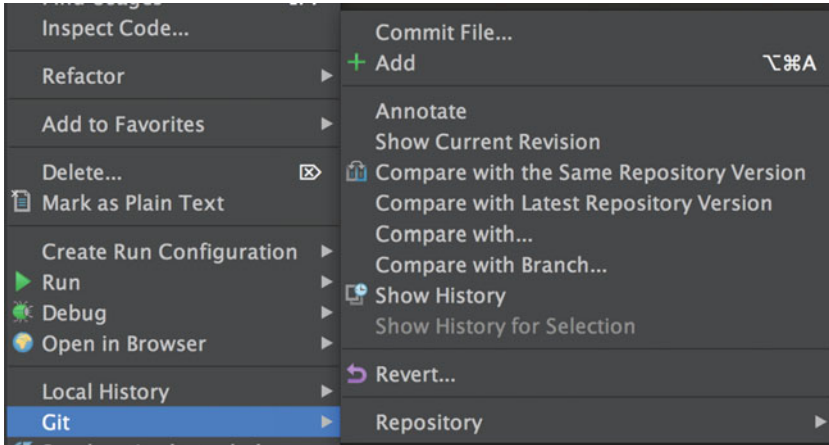 Inspect Code...
Refactor
Add to Favorites
Delete...
Mark as Plain Text
Create Run Configuration
Run
Debug
Open in Browser
Local History
Git
Commit File...
Add ⌥⌘A
Annotate
Show Current Revision
Compare with the Same Repository Version
Compare with Latest Repository Version
Compare with...
Compare with Branch...
Show History
Show History for Selection
Revert...
Repository